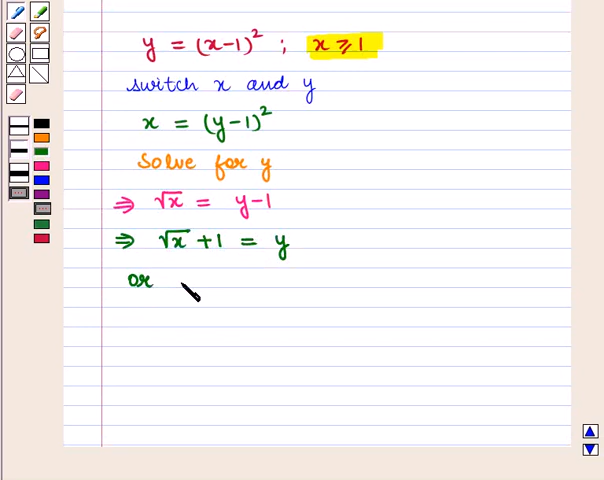 y = (x-1)² ; x ⩾ 1
switch x and y
x = (y-1)²
Solve for y
⇒ √x = y-1
⇒ √x + 1 = y
or